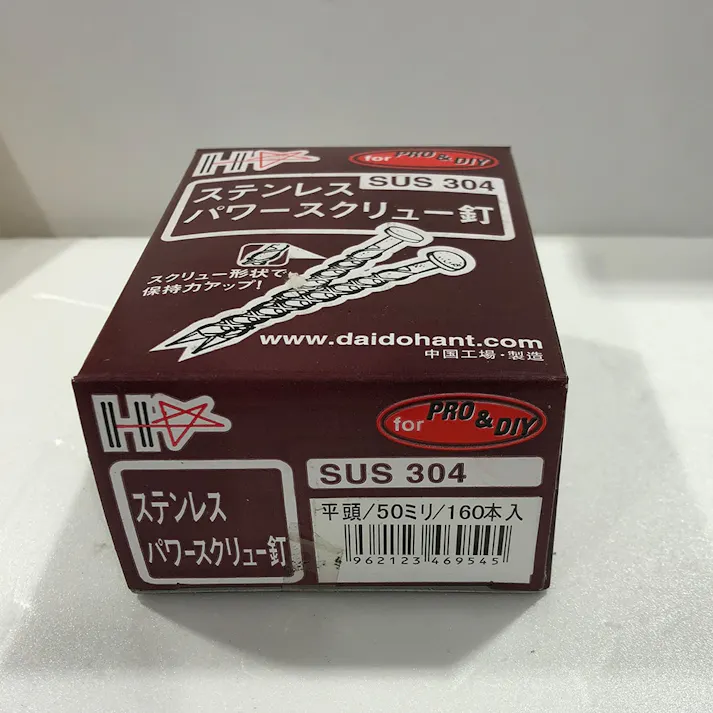 for PRO & DIY
ステンレス SUS 304
パワースクリュー釘
スクリュー形状で
保持力アップ!
www.daidohant.com
中国工場・製造
H
for PRO & DIY
SUS 304
ステンレス
パワースクリュー釘
平頭/50ミリ/160本入
962123 469545